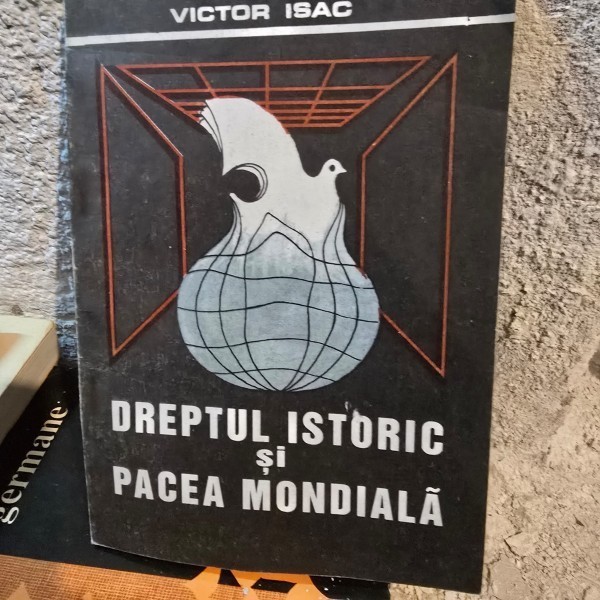 VICTOR ISAC
DREPTUL ISTORIC
și
PACEA MONDIALĂ
germane